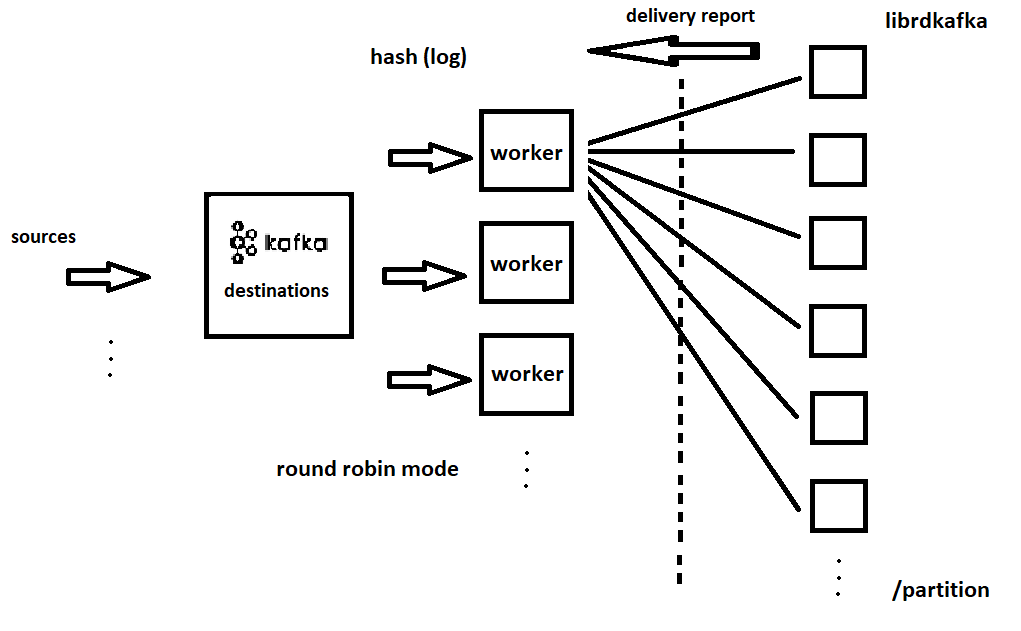 delivery report
librdkafka
hash (log)
worker
sources
kafka
destinations
worker
worker
round robin mode
/partition